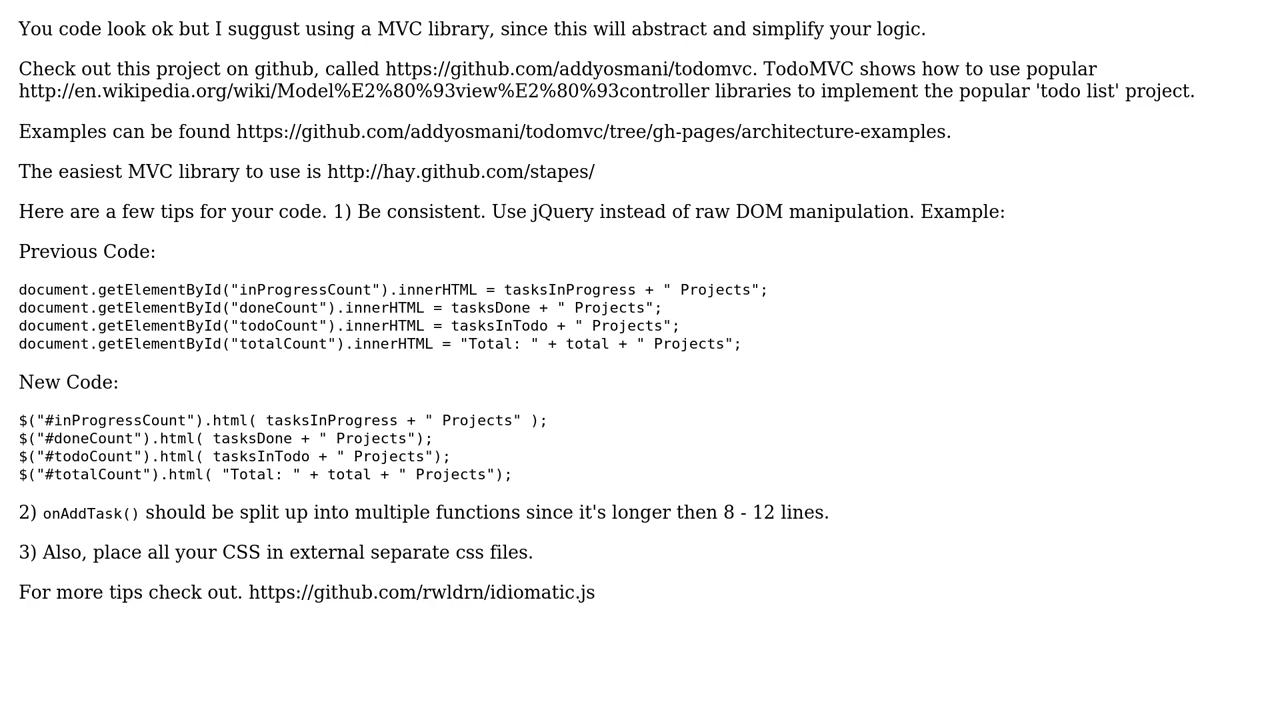 You code look ok but I suggust using a MVC library, since this will abstract and simplify your logic.
Check out this project on github, called https://github.com/addyosmani/todomvc. TodoMVC shows how to use popular
http://en.wikipedia.org/wiki/Model%E2%80%93view%E2%80%93controller libraries to implement the popular 'todo list' project.
Examples can be found https://github.com/addyosmani/todomvc/tree/gh-pages/architecture-examples.
The easiest MVC library to use is http://hay.github.com/stapes/
Here are a few tips for your code. 1) Be consistent. Use jQuery instead of raw DOM manipulation. Example:
Previous Code:
document.getElementById("inProgressCount").innerHTML = tasksInProgress + " Projects";
document.getElementById("doneCount").innerHTML = tasksDone + " Projects";
document.getElementById("todoCount").innerHTML = tasksInTodo + " Projects";
document.getElementById("totalCount").innerHTML = "Total: " + total + " Projects";
New Code:
$("#inProgressCount").html( tasksInProgress + " Projects" );
$("#doneCount").html( tasksDone + " Projects");
$("#todoCount").html( tasksInTodo + " Projects");
$("#totalCount").html( "Total: " + total + " Projects");
2) onAddTask() should be split up into multiple functions since it's longer then 8 - 12 lines.
3) Also, place all your CSS in external separate css files.
For more tips check out. https://github.com/rwldrn/idiomatic.js